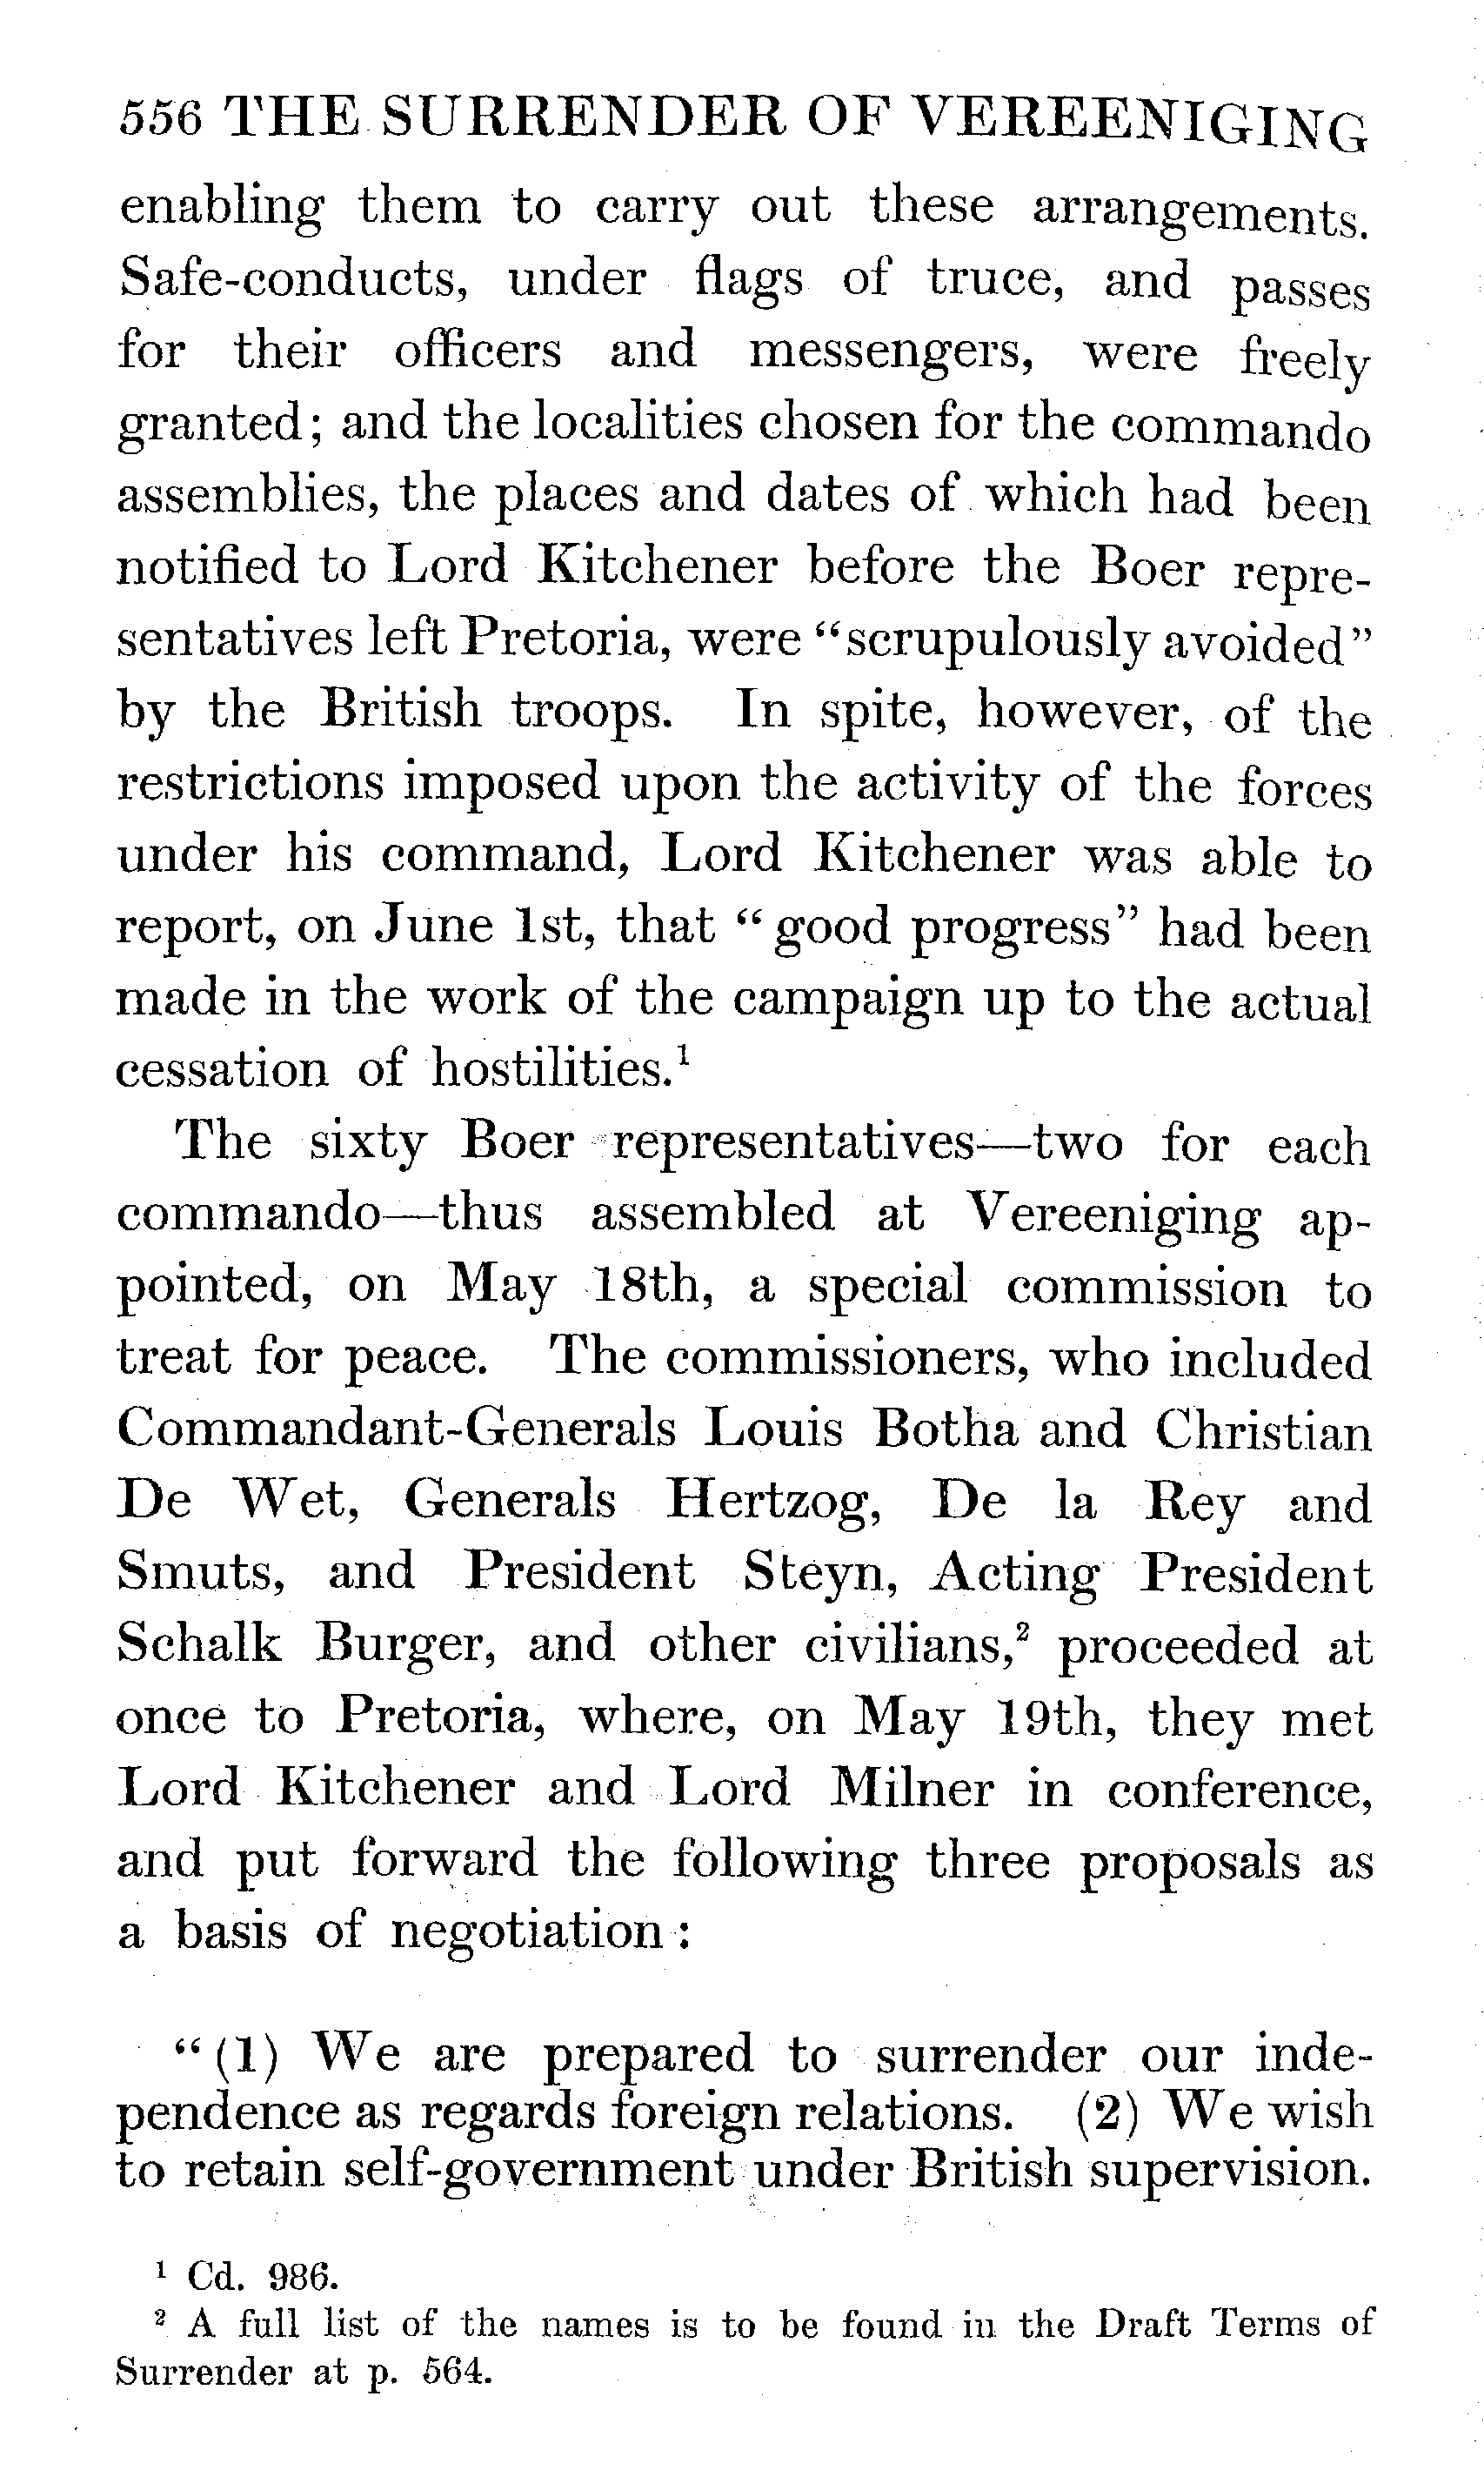 556 THE SURRENDER OF VEREENIGING
enabling them to carry out these arrangements.
Safe-conducts, under flags of truce, and passes
for their officers and messengers, were freely
granted; and the localities chosen for the commando
assemblies, the places and dates of which had been
notified to Lord Kitchener before the Boer repre-
sentatives left Pretoria, were "scrupulously avoided"
by the British troops. In spite, however, of the
restrictions imposed upon the activity of the forces
under his command, Lord Kitchener was able to
report, on June 1st, that "good progress" had been
made in the work of the campaign up to the actual
cessation of hostilities.¹
The sixty Boer representatives—two for each
commando—thus assembled at Vereeniging ap-
pointed, on May 18th, a special commission to
treat for peace. The commissioners, who included
Commandant-Generals Louis Botha and Christian
De Wet, Generals Hertzog, De la Rey and
Smuts, and President Steyn, Acting President
Schalk Burger, and other civilians,² proceeded at
once to Pretoria, where, on May 19th, they met
Lord Kitchener and Lord Milner in conference,
and put forward the following three proposals as
a basis of negotiation:
"(1) We are prepared to surrender our inde-
pendence as regards foreign relations. (2) We wish
to retain self-government under British supervision.
¹ Cd. 986.
² A full list of the names is to be found in the Draft Terms of
Surrender at p. 564.